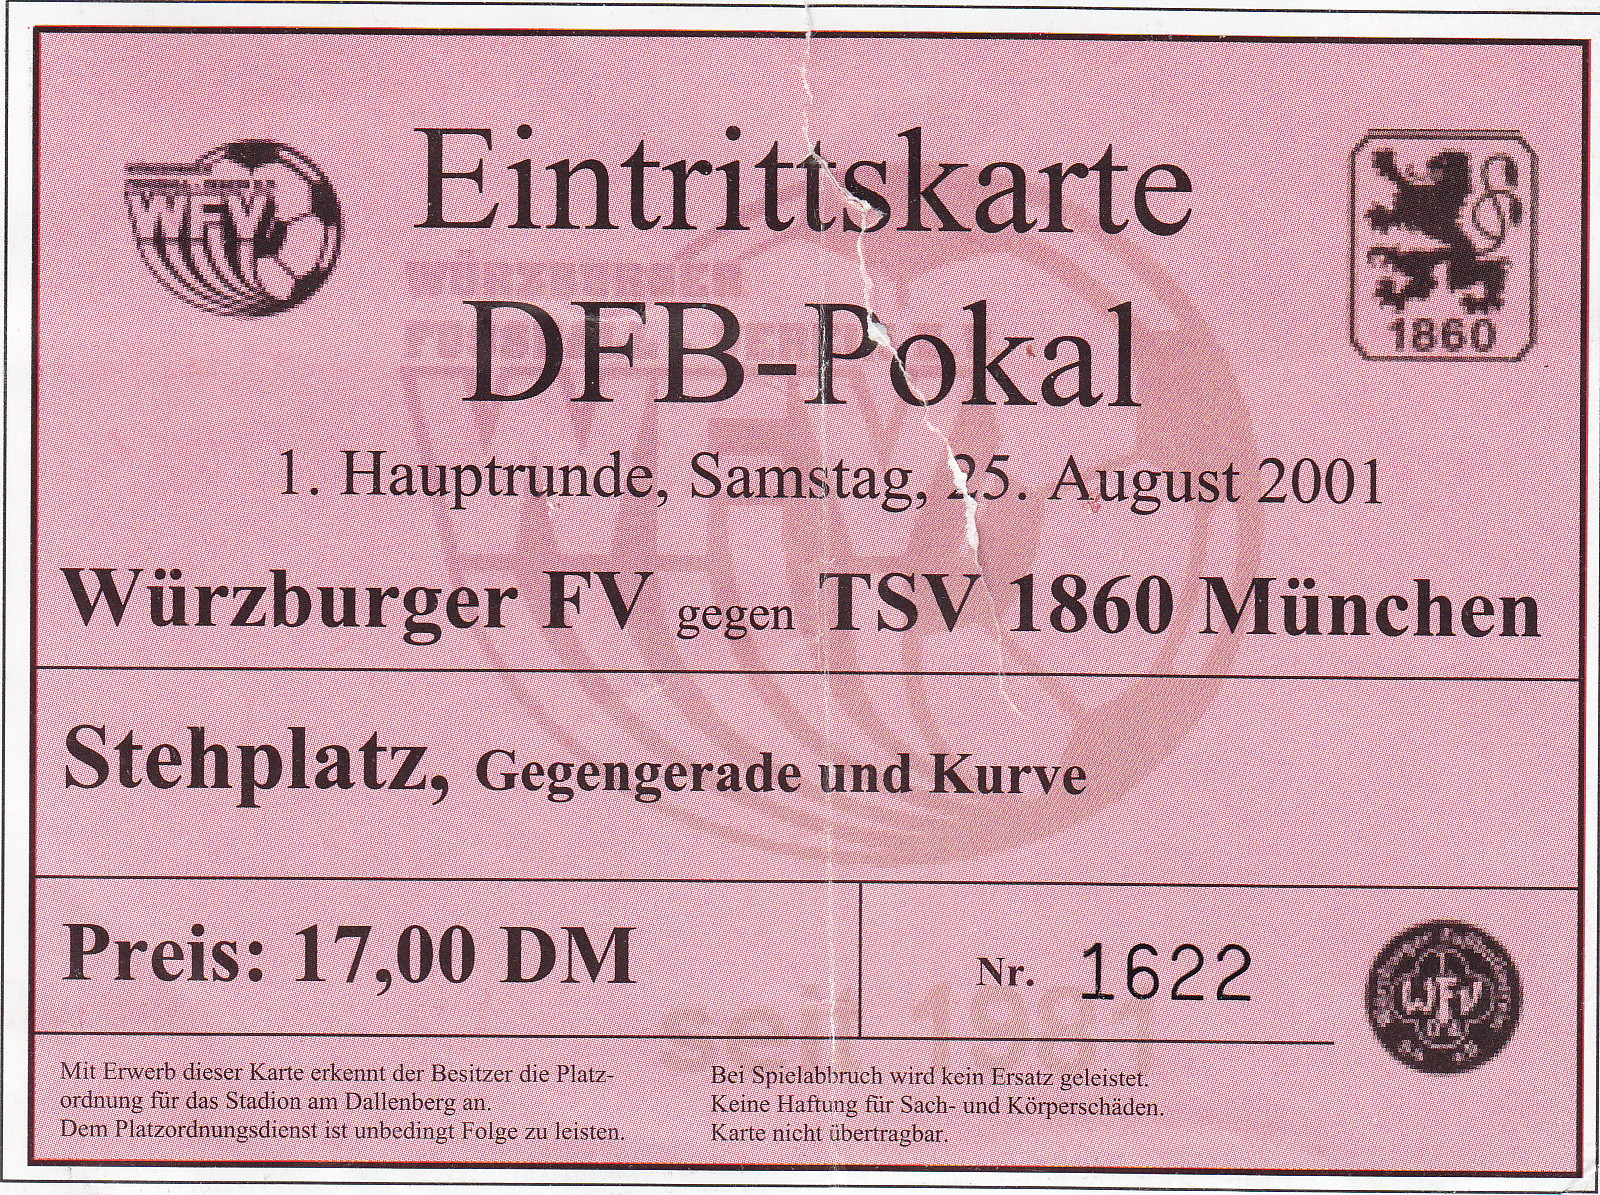 Eintrittskarte
WFV
1860
DFB-Pokal
1. Hauptrunde, Samstag, 25. August 2001
Würzburger FV gegen TSV 1860 München
Stehplatz, Gegengerade und Kurve
Preis: 17,00 DM
Nr. 1622
WFV
Mit Erwerb dieser Karte erkennt der Besitzer die Platz-
ordnung für das Stadion am Dallenberg an.
Dem Platzordnungsdienst ist unbedingt Folge zu leisten.
Bei Spielabbruch wird kein Ersatz geleistet.
Keine Haftung für Sach- und Körperschäden.
Karte nicht übertragbar.